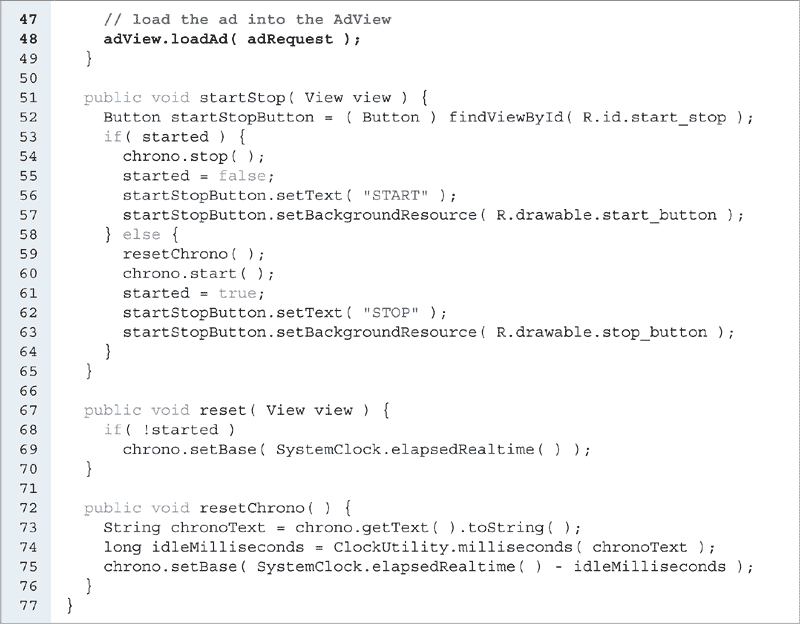 47 // load the ad into the AdView
48 adView.loadAd( adRequest );
49 }
50
51 public void startStop( View view ) {
52 Button startStopButton = ( Button ) findViewById( R.id.start_stop );
53 if( started ) {
54 chrono.stop( );
55 started = false;
56 startStopButton.setText( "START" );
57 startStopButton.setBackgroundResource( R.drawable.start_button );
58 } else {
59 resetChrono( );
60 chrono.start( );
61 started = true;
62 startStopButton.setText( "STOP" );
63 startStopButton.setBackgroundResource( R.drawable.stop_button );
64 }
65 }
66
67 public void reset( View view ) {
68 if( !started )
69 chrono.setBase( SystemClock.elapsedRealtime( ) );
70 }
71
72 public void resetChrono( ) {
73 String chronoText = chrono.getText( ).toString( );
74 long idleMilliseconds = ClockUtility.milliseconds( chronoText );
75 chrono.setBase( SystemClock.elapsedRealtime( ) - idleMilliseconds );
76 }
77 }